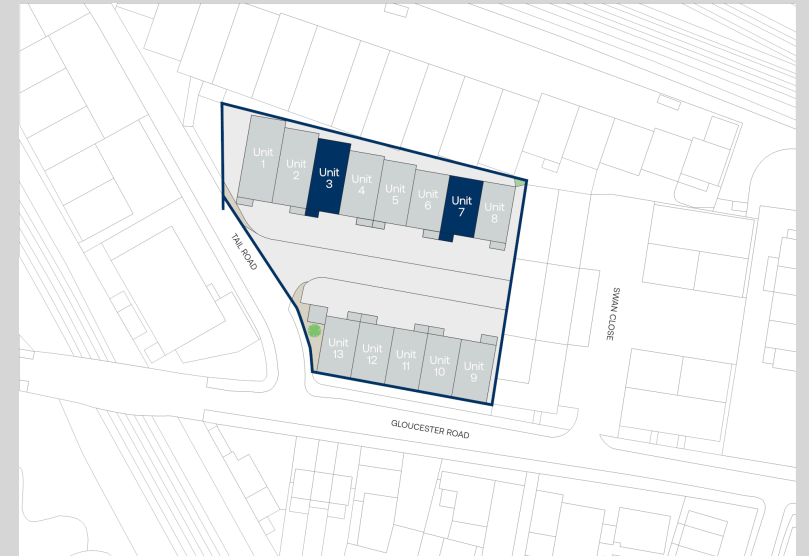 Unit
1
Unit
2
Unit
3
Unit
4
Unit
5
Unit
6
Unit
7
Unit
8
TAIL ROAD
SWAN CLOSE
Unit
13
Unit
12
Unit
11
Unit
10
Unit
9
GLOUCESTER ROAD